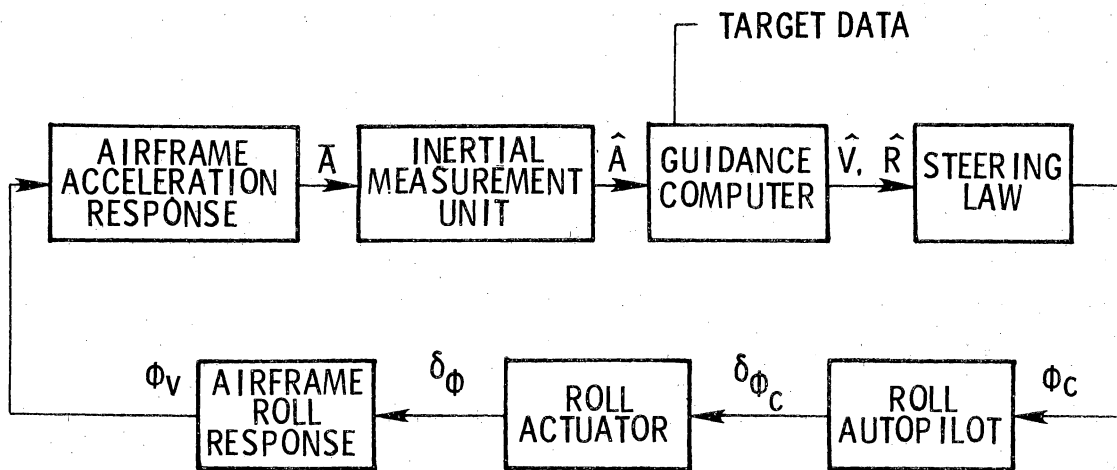 TARGET DATA
AIRFRAME
ACCELERATION
RESPONSE
A̅
INERTIAL
MEASUREMENT
UNIT
Â
GUIDANCE
COMPUTER
V̂, R̂
STEERING
LAW
ΦV
AIRFRAME
ROLL
RESPONSE
δΦ
ROLL
ACTUATOR
δΦC
ROLL
AUTOPILOT
ΦC